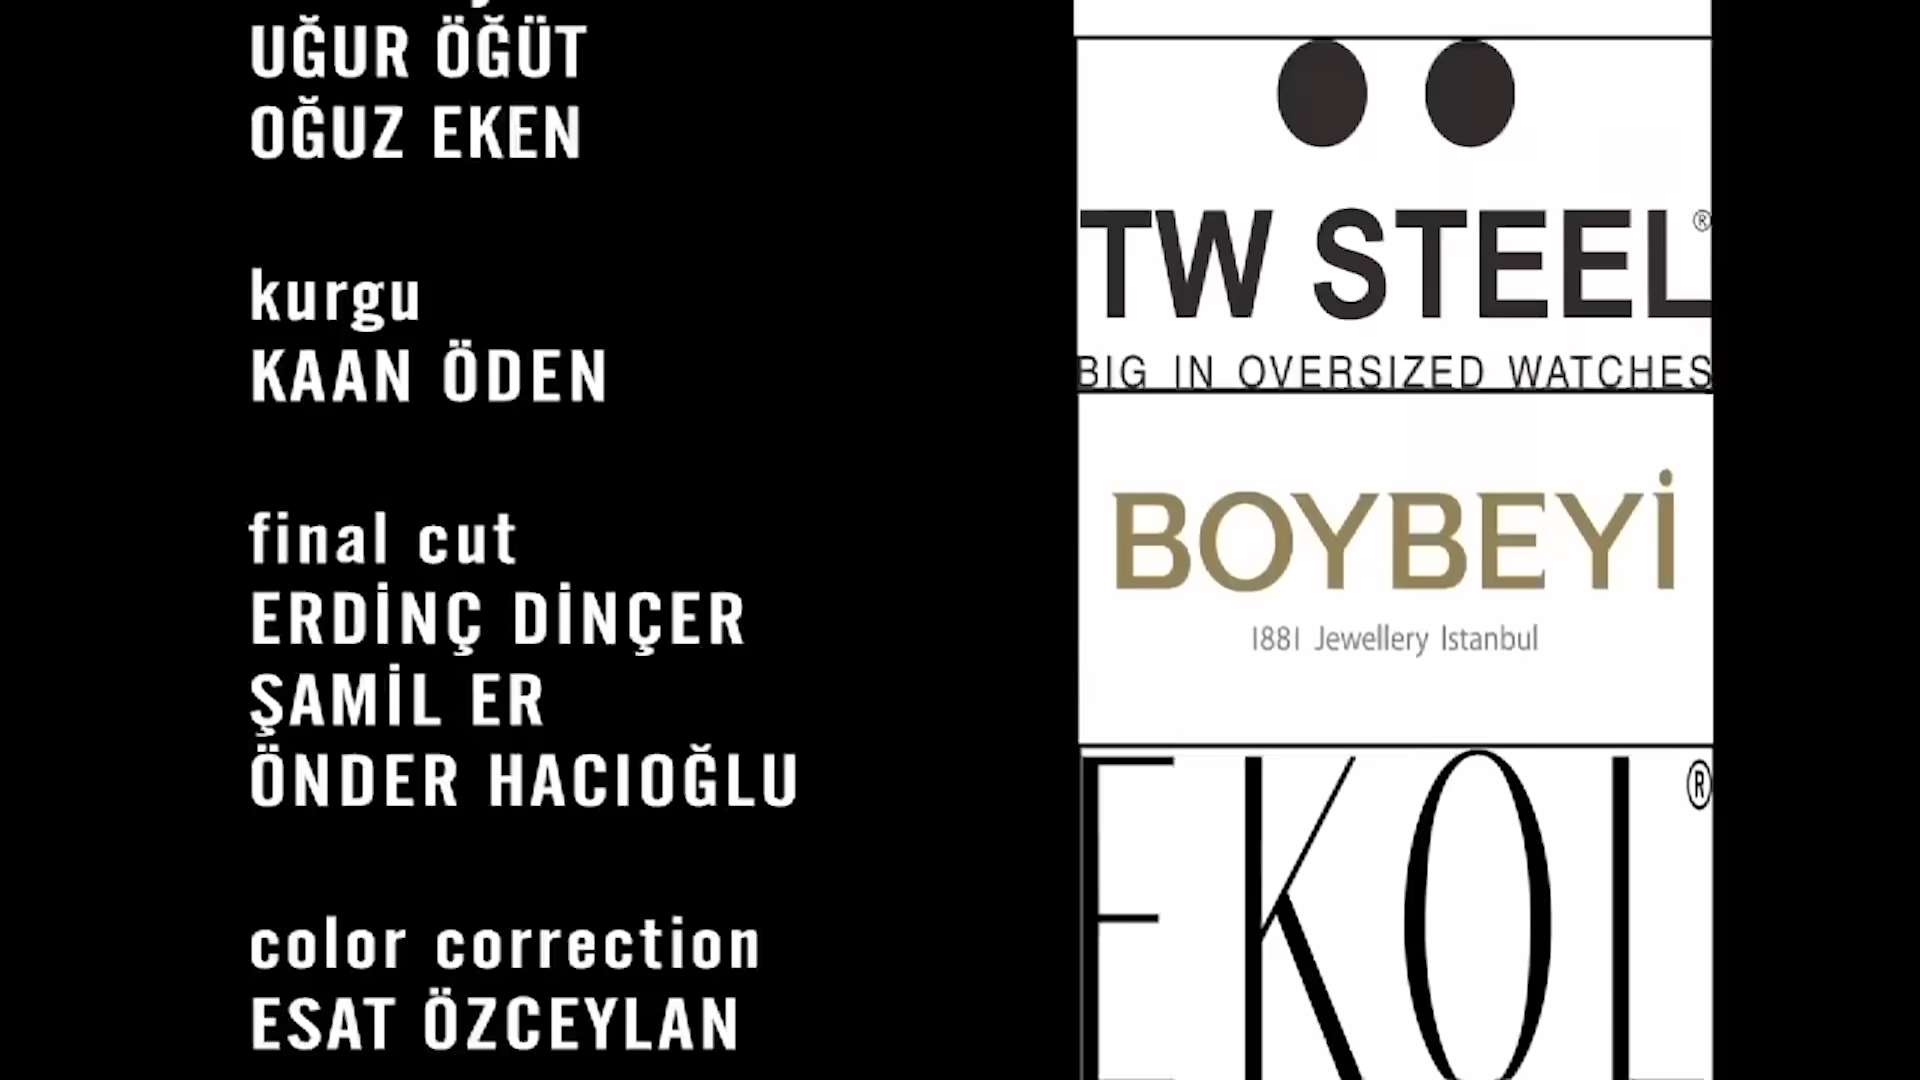 UĞUR ÖĞÜT
OĞUZ EKEN
kurgu
KAAN ÖDEN
final cut
ERDİNÇ DİNÇER
ŞAMİL ER
ÖNDER HACIOĞLU
color correction
ESAT ÖZCEYLAN
TW STEEL®
BIG IN OVERSIZED WATCHES
BOYBEYİ
1881 Jewellery Istanbul
EKOL®